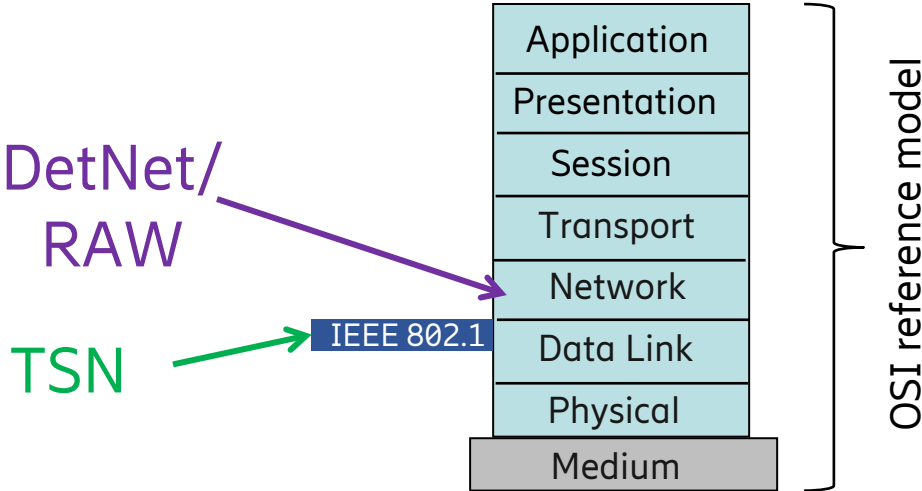 Application
Presentation
Session
Transport
Network
Data Link
Physical
Medium
DetNet/
RAW
IEEE 802.1
TSN
OSI reference model